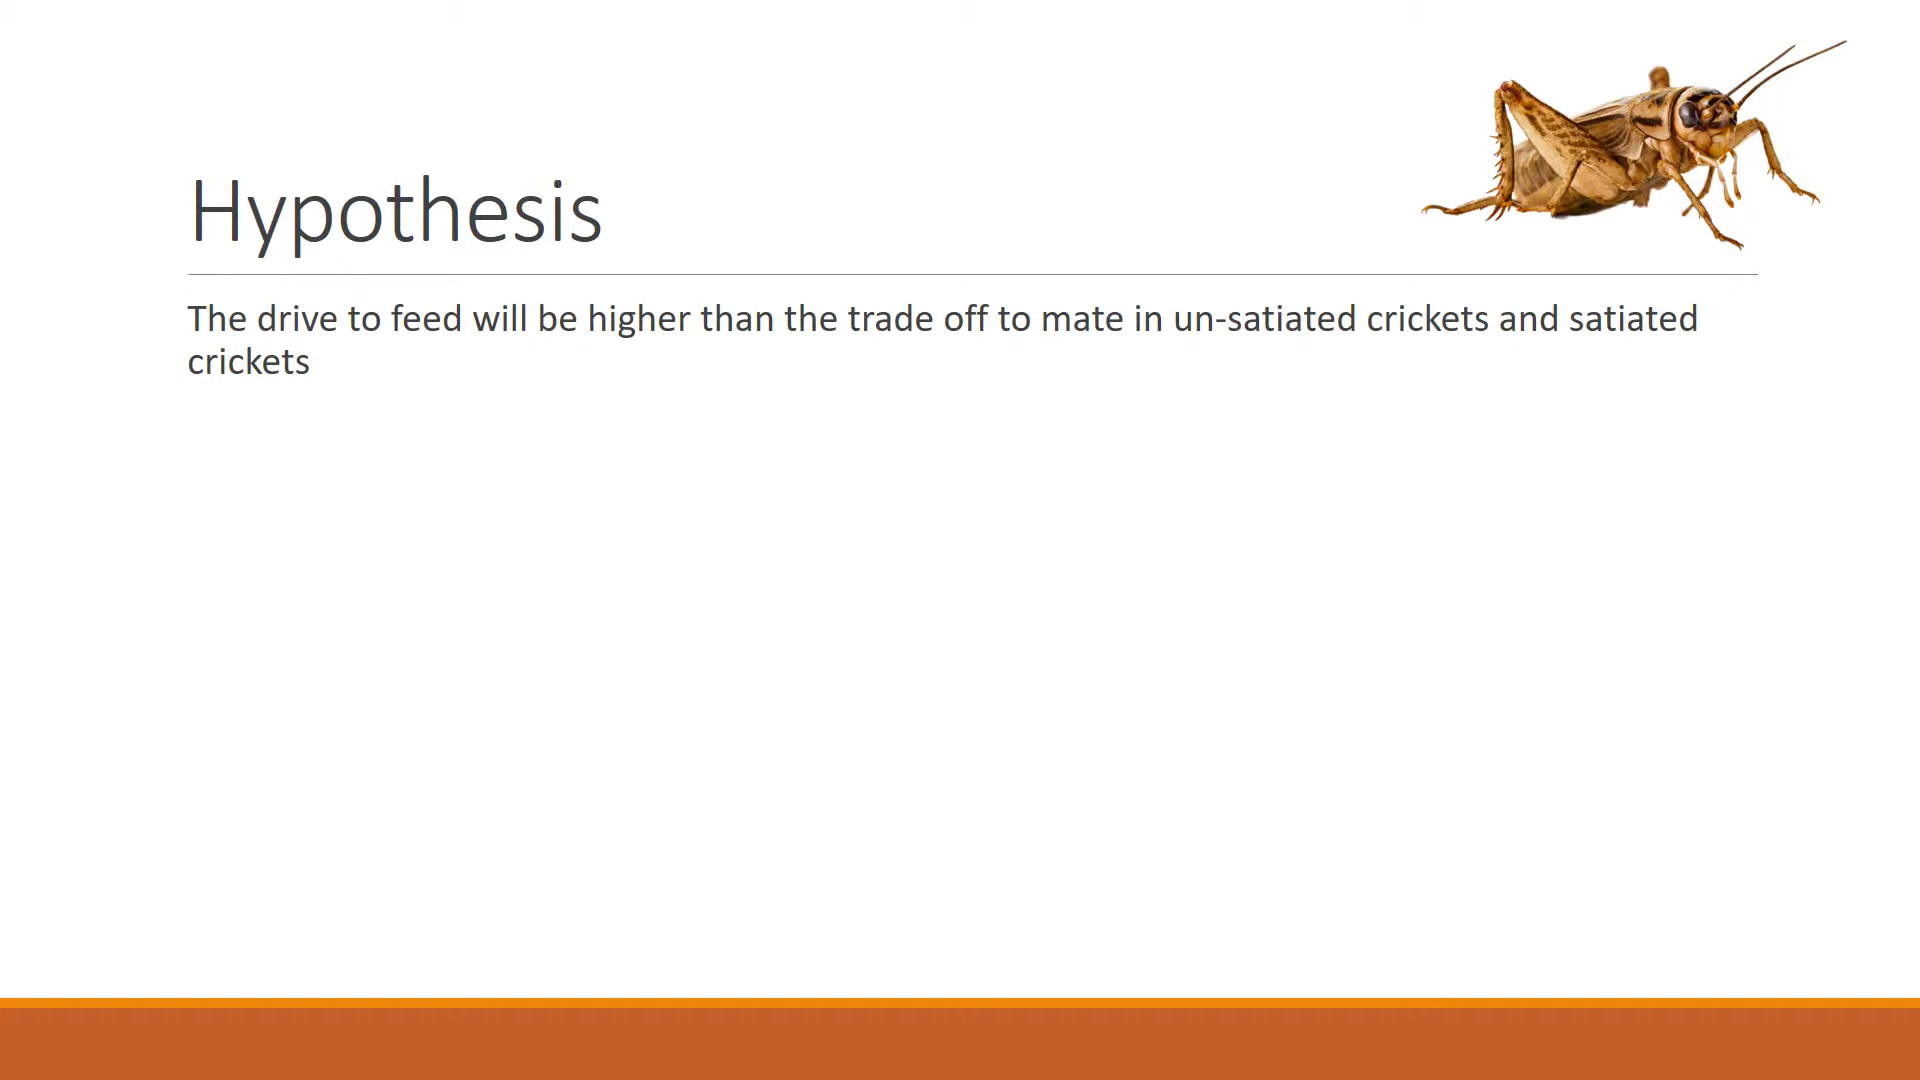 Hypothesis
The drive to feed will be higher than the trade off to mate in un-satiated crickets and satiated
crickets